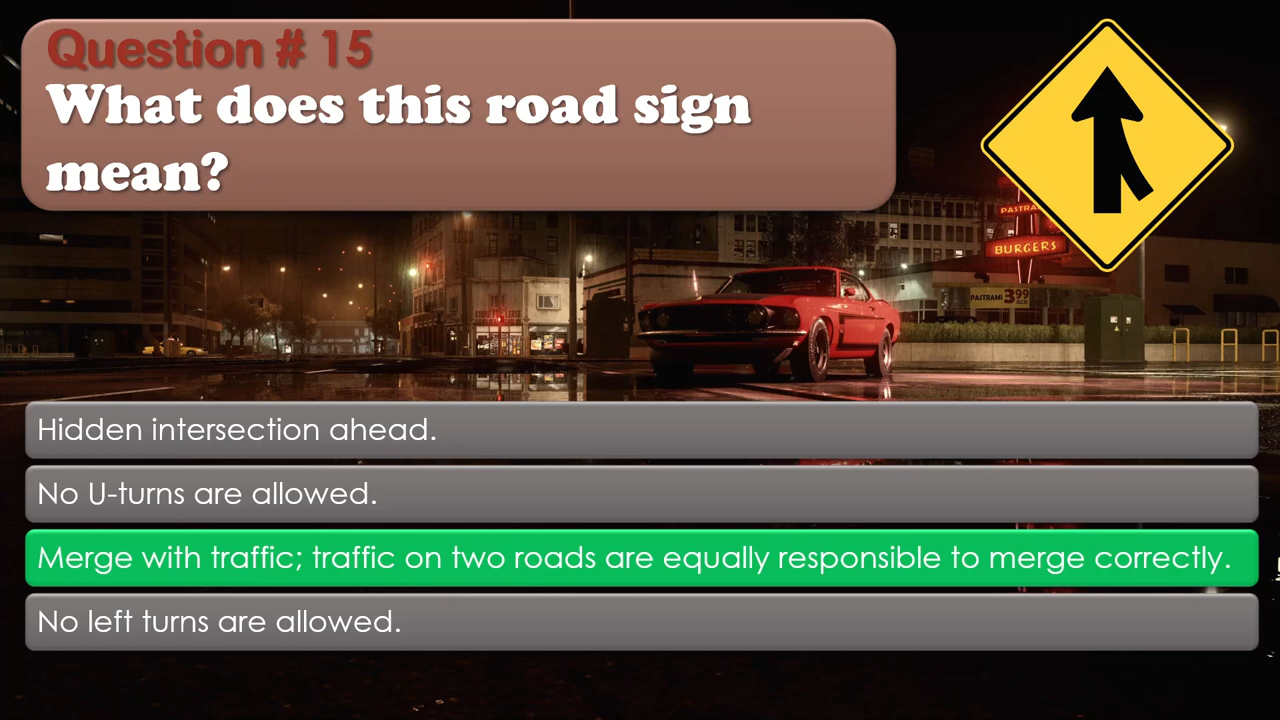 Question # 15
What does this road sign
mean?
PASTRAMI
BURGERS
PASTRAMI 3.99
Hidden intersection ahead.
No U-turns are allowed.
Merge with traffic; traffic on two roads are equally responsible to merge correctly.
No left turns are allowed.